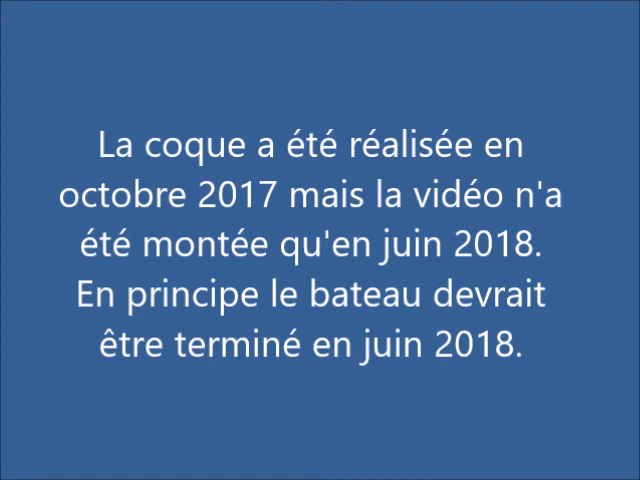 La coque a été réalisée en
octobre 2017 mais la vidéo n'a
été montée qu'en juin 2018.
En principe le bateau devrait
être terminé en juin 2018.